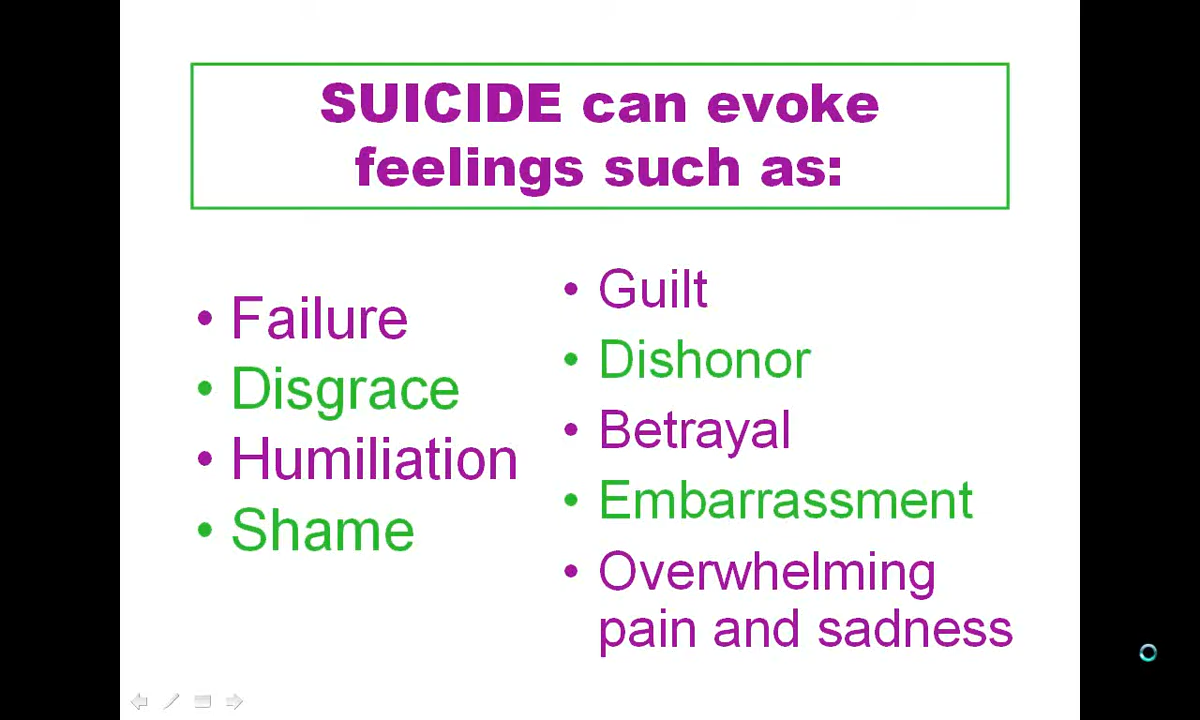 SUICIDE can evoke
feelings such as:
• Failure
• Disgrace
• Humiliation
• Shame
• Guilt
• Dishonor
• Betrayal
• Embarrassment
• Overwhelming
pain and sadness